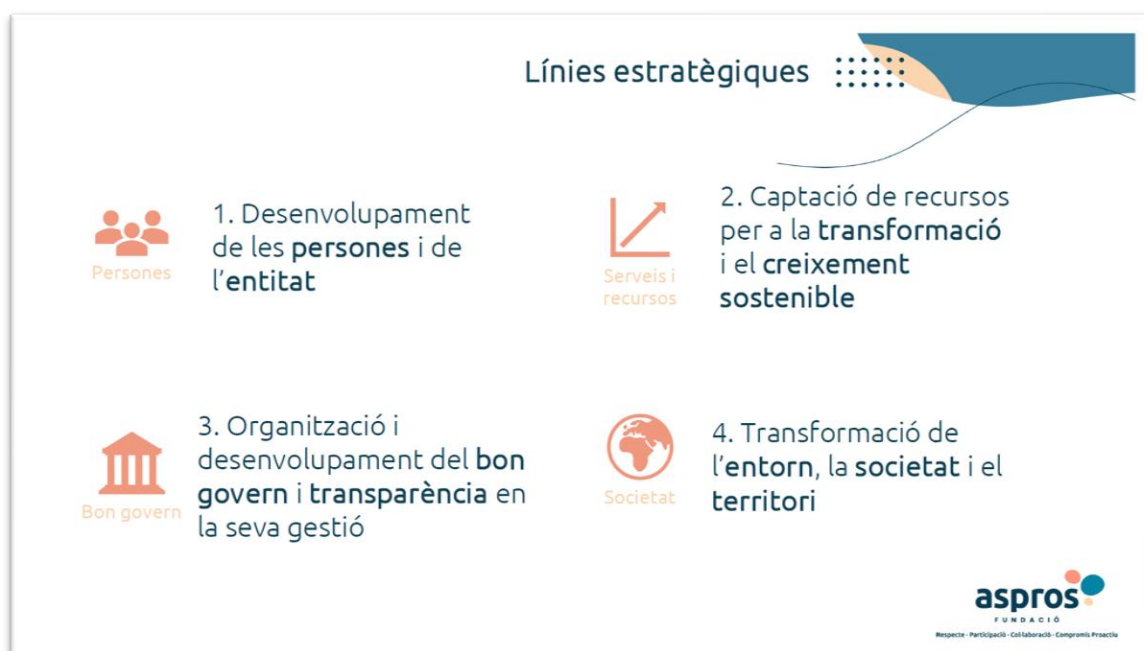 Línies estratègiques
Persones
1. Desenvolupament
de les persones i de
l'entitat
Serveis i
recursos
2. Captació de recursos
per a la transformació
i el creixement
sostenible
Bon govern
3. Organització i
desenvolupament del bon
govern i transparència en
la seva gestió
Societat
4. Transformació de
l'entorn, la societat i el
territori
aspros
FUNDACIÓ
Respecte - Participació - Col·laboració - Compromís Proactiu